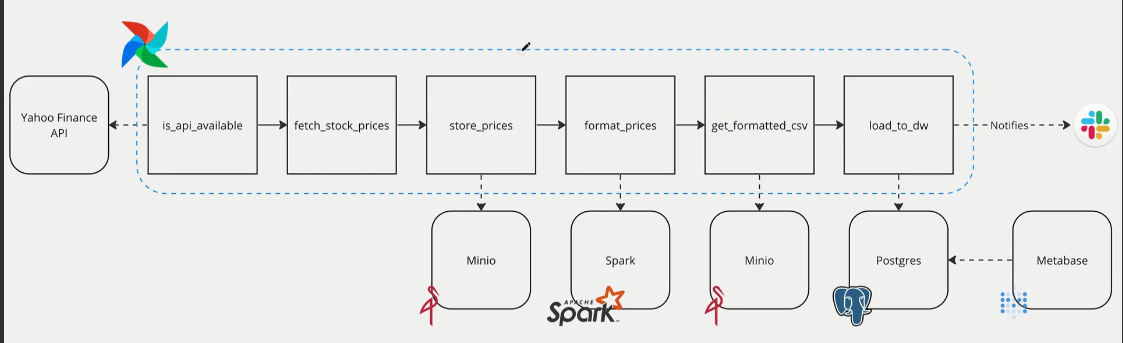 Yahoo Finance
API
is_api_available
fetch_stock_prices
store_prices
format_prices
get_formatted_csv
load_to_dw
Notifies
Minio
Spark
Minio
Postgres
Metabase
APACHE
Spark